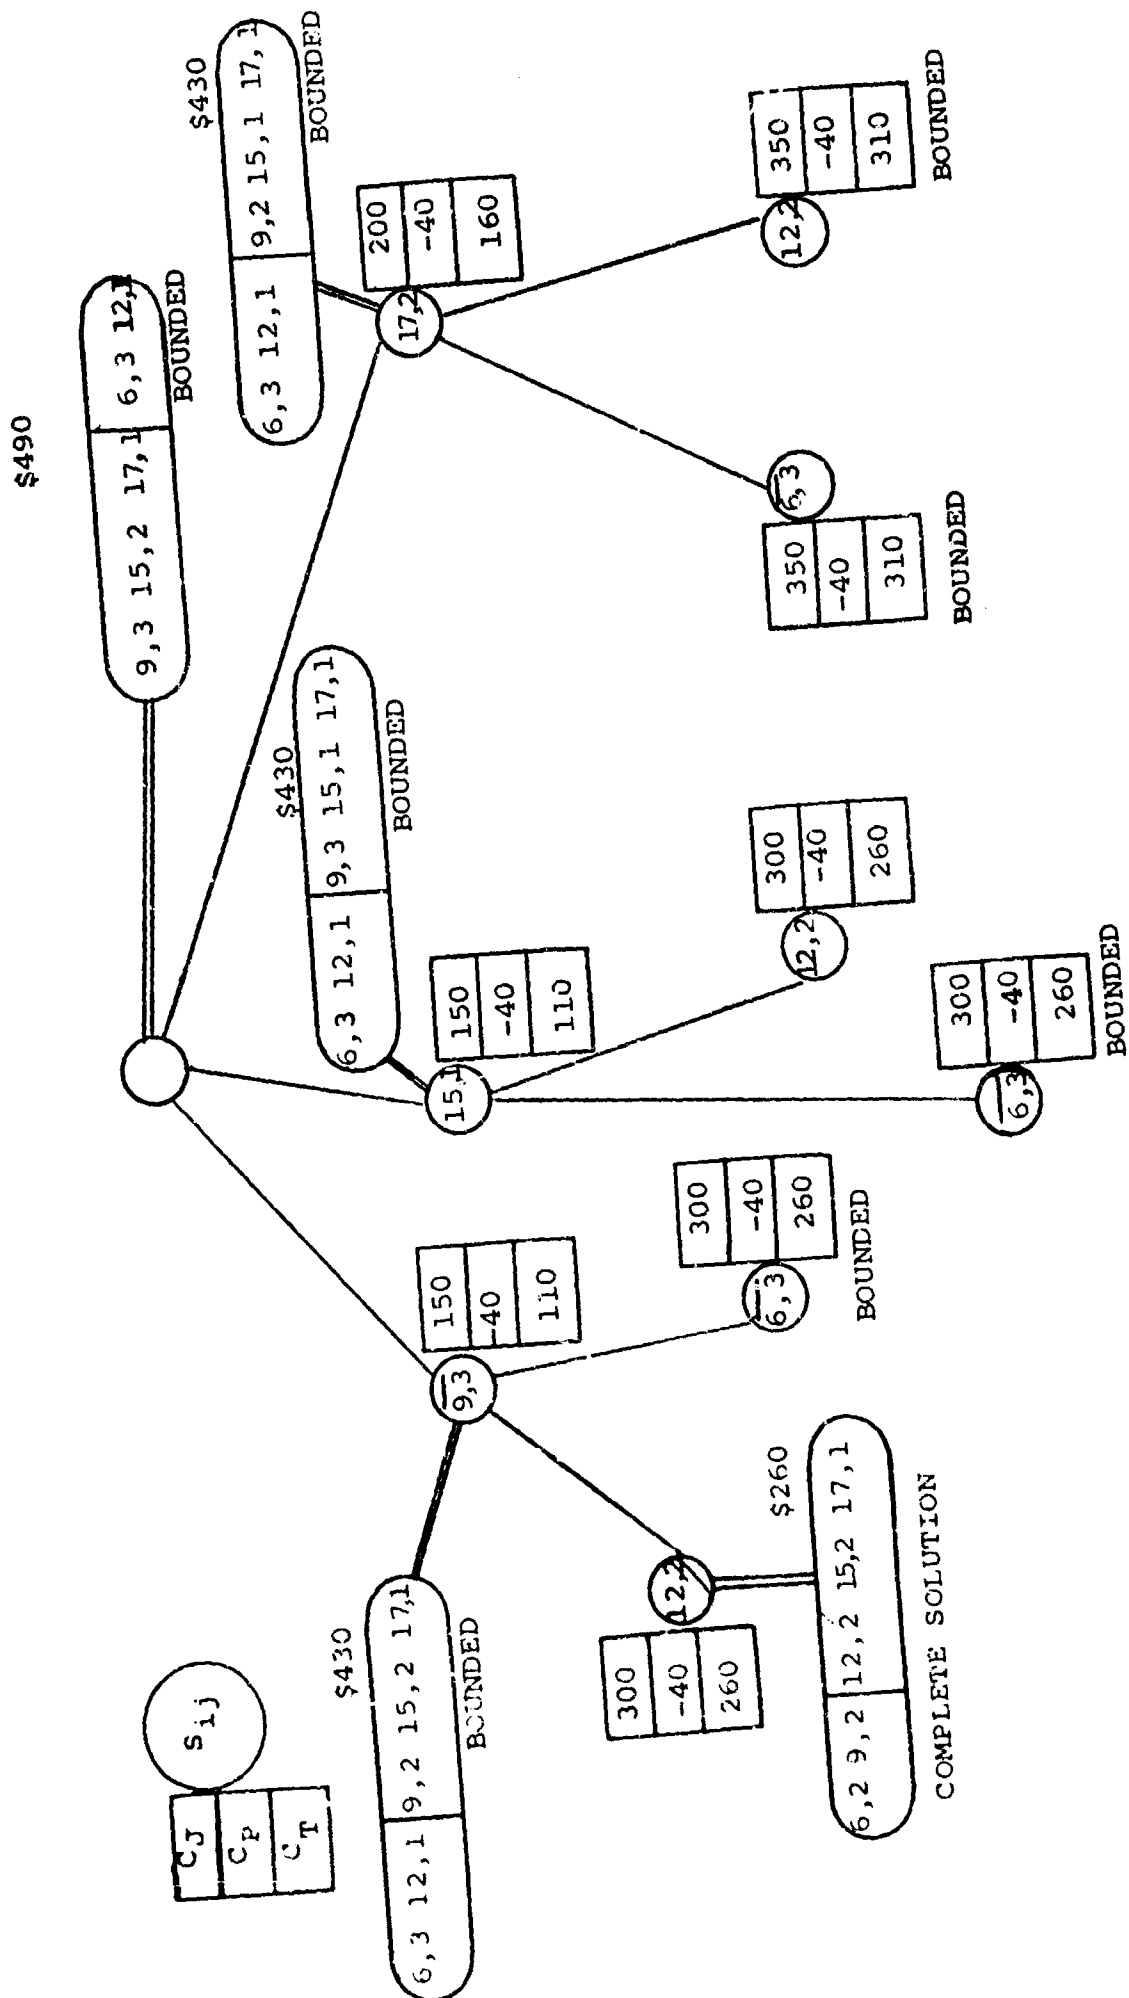 $490
9,3 15,2 17,1 6,3 12,1
BOUNDED
$430
6,3 12,1 9,2 15,1 17,1
BOUNDED
17,2
200
-40
160
12,2
350
-40
310
BOUNDED
6,3
350
-40
310
BOUNDED
$430
6,3 12,1 9,3 15,1 17,1
BOUNDED
15,1
150
-40
110
12,2
300
-40
260
6,3
300
-40
260
BOUNDED
9,3
150
-40
110
6,3
300
-40
260
BOUNDED
$430
6,3 12,1 9,2 15,2 17,1
BOUNDED
12,2
300
-40
260
$260
6,2 9,2 12,2 15,2 17,1
COMPLETE SOLUTION
Sij
CJ
CP
CT